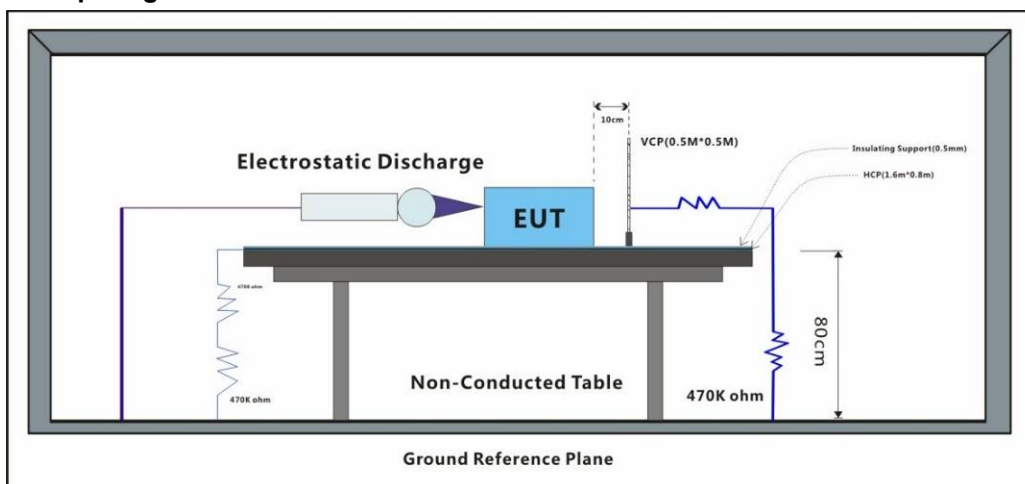 10cm
VCP(0.5M*0.5M)
Electrostatic Discharge
Insulating Support(0.5mm)
HCP(1.6m*0.8m)
EUT
470K ohm
80cm
Non-Conducted Table
470K ohm
470K ohm
Ground Reference Plane